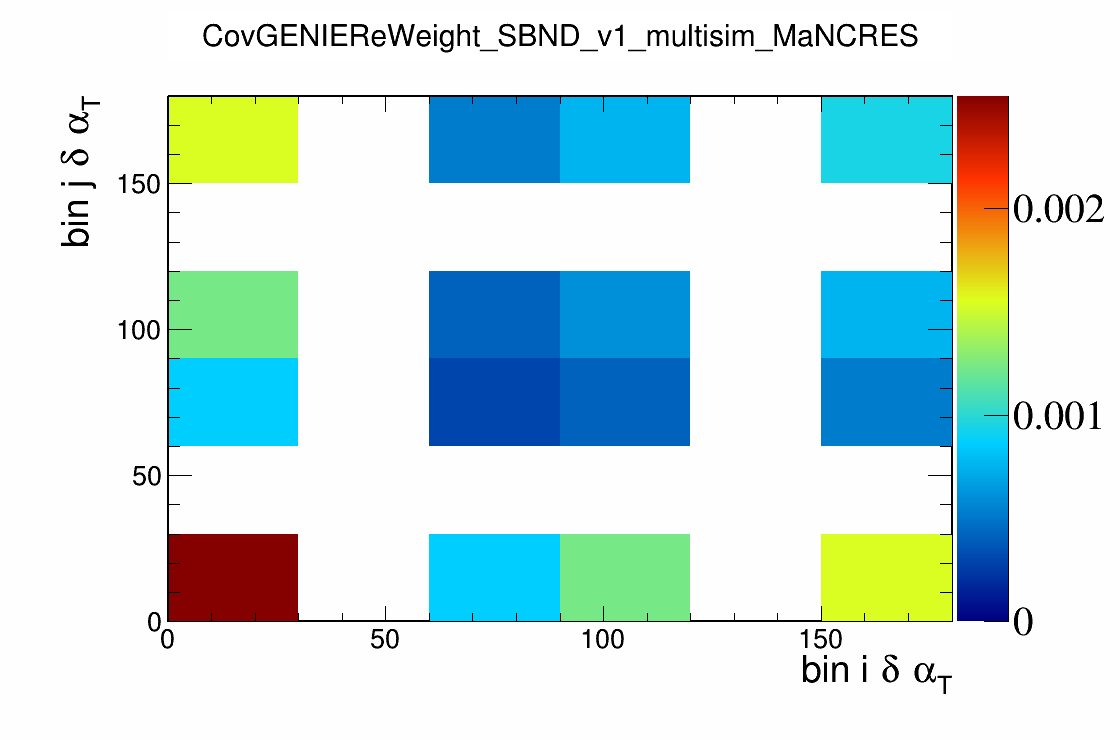 CovGENIEReWeight_SBND_v1_multisim_MaNCRES
bin j δ α_T
150
100
50
0
0 50 100 150
bin i δ α_T
0.002
0.001
0